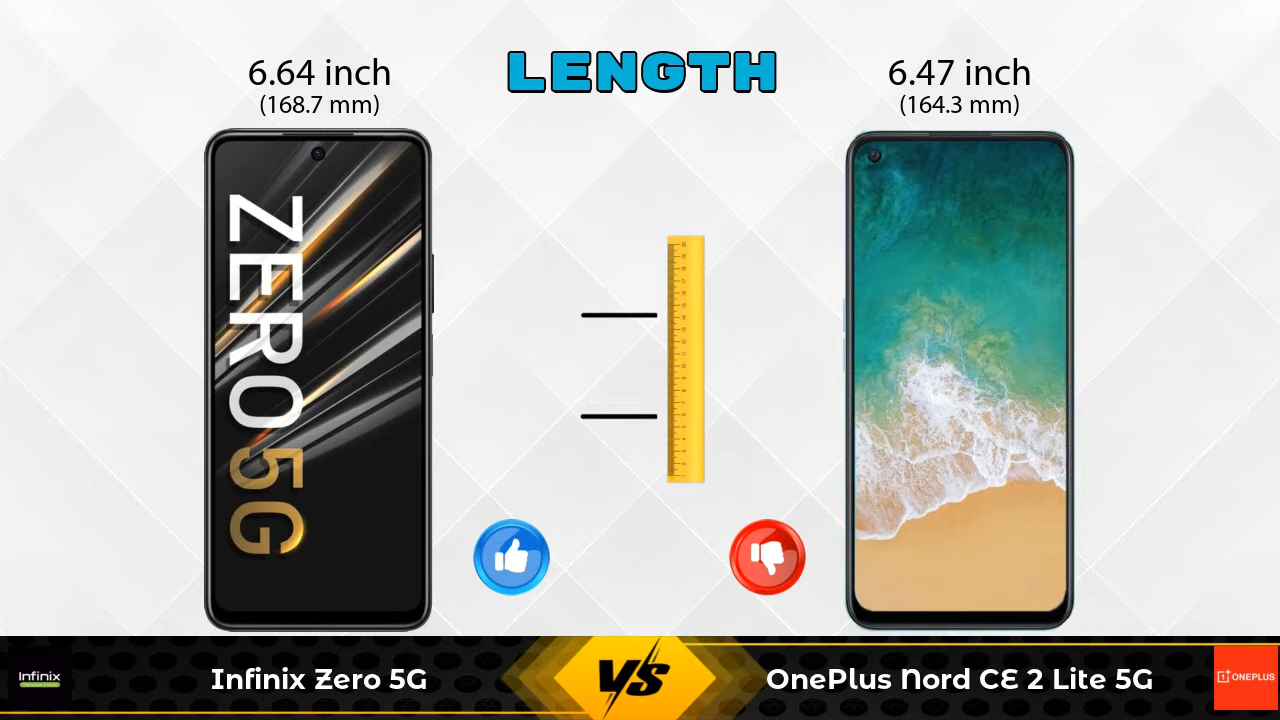 LENGTH
6.64 inch
(168.7 mm)
6.47 inch
(164.3 mm)
ZERO 5G
Infinix
Infinix Zero 5G
VS
OnePlus Nord CE 2 Lite 5G
1+ ONEPLUS